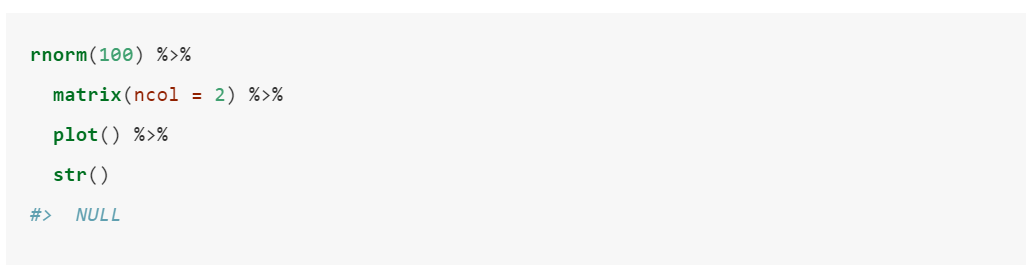 rnorm(100) %>%
  matrix(ncol = 2) %>%
  plot() %>%
  str()
#>  NULL